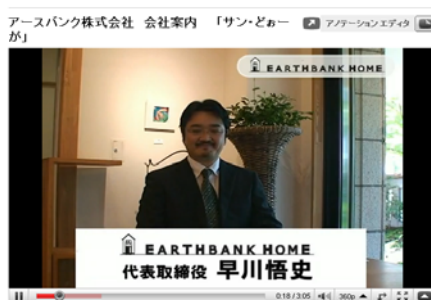 アースバンク株式会社 会社案内 「サン・どぉー
が」
アノテーション エディタ
EARTHBANK HOME
EARTHBANK HOME
代表取締役 早川悟史
0:18 / 3:05
360p